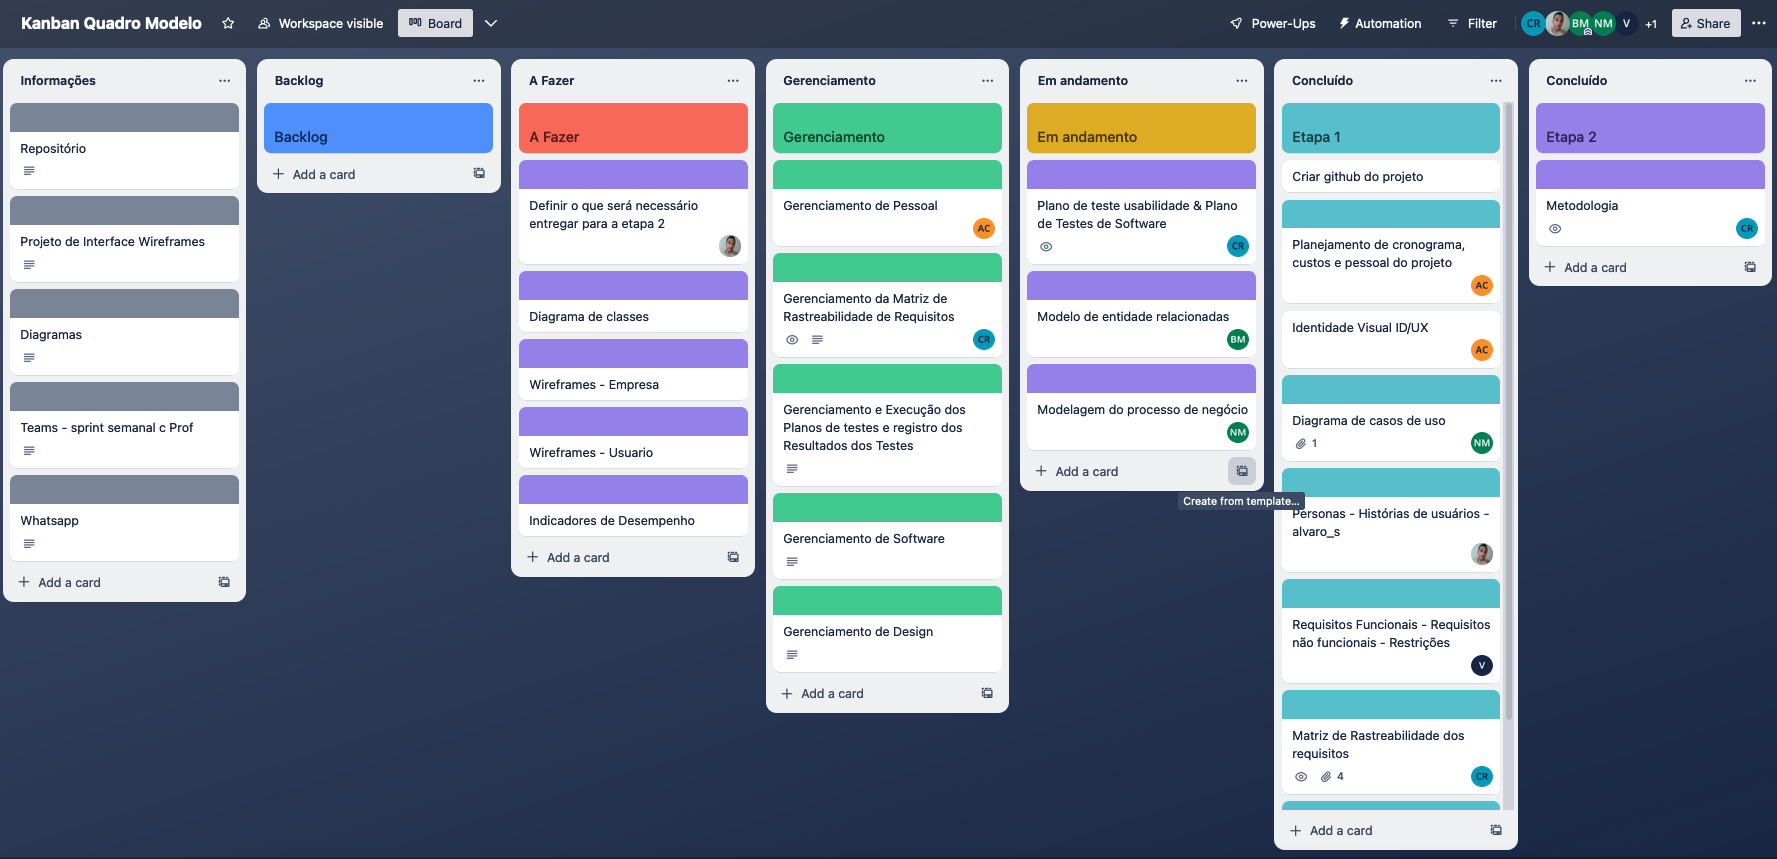 Kanban Quadro Modelo
Workspace visible
Board
Power-Ups
Automation
Filter
CR
BM
NM
V
+1
Share
Informações
Repositório
Projeto de Interface Wireframes
Diagramas
Teams - sprint semanal c Prof
Whatsapp
Add a card
Backlog
Backlog
Add a card
A Fazer
A Fazer
Definir o que será necessário
entregar para a etapa 2
Diagrama de classes
Wireframes - Empresa
Wireframes - Usuario
Indicadores de Desempenho
Add a card
Gerenciamento
Gerenciamento
Gerenciamento de Pessoal
AC
Gerenciamento da Matriz de
Rastreabilidade de Requisitos
CR
Gerenciamento e Execução dos
Planos de testes e registro dos
Resultados dos Testes
Gerenciamento de Software
Gerenciamento de Design
Add a card
Em andamento
Em andamento
Plano de teste usabilidade & Plano
de Testes de Software
CR
Modelo de entidade relacionadas
BM
Modelagem do processo de negócio
NM
Add a card
Create from template...
Concluído
Etapa 1
Criar github do projeto
Planejamento de cronograma,
custos e pessoal do projeto
AC
Identidade Visual ID/UX
AC
Diagrama de casos de uso
1
NM
Personas - Histórias de usuários -
alvaro_s
Requisitos Funcionais - Requisitos
não funcionais - Restrições
V
Matriz de Rastreabilidade dos
requisitos
4
CR
Add a card
Concluído
Etapa 2
Metodologia
CR
Add a card